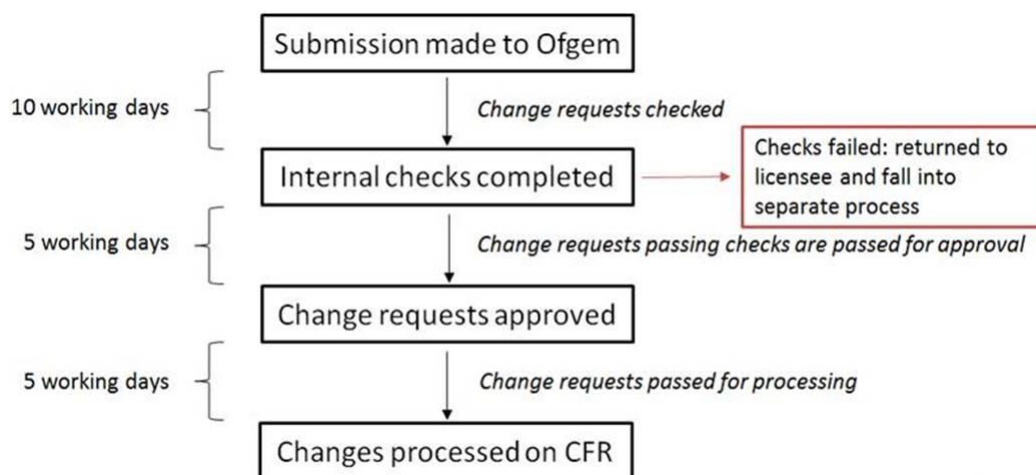 Submission made to Ofgem
10 working days
Change requests checked
Internal checks completed
Checks failed: returned to
licensee and fall into
separate process
5 working days
Change requests passing checks are passed for approval
Change requests approved
5 working days
Change requests passed for processing
Changes processed on CFR